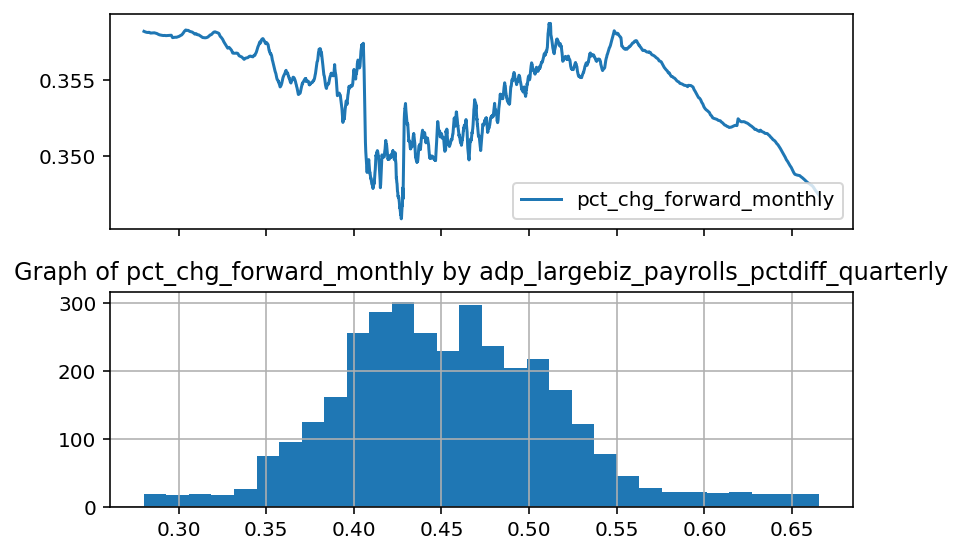 0.355
0.350
pct_chg_forward_monthly
Graph of pct_chg_forward_monthly by adp_largebiz_payrolls_pctdiff_quarterly
300
200
100
0
0.30 0.35 0.40 0.45 0.50 0.55 0.60 0.65